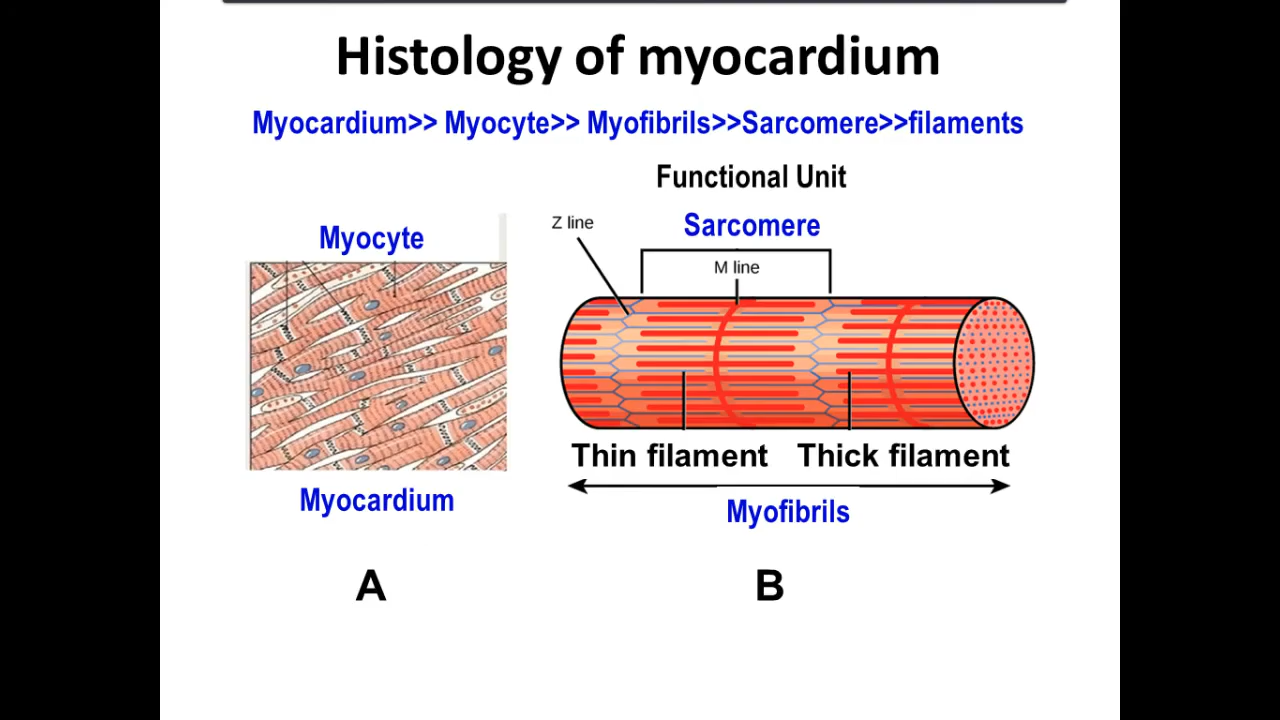 Histology of myocardium
Myocardium>> Myocyte>> Myofibrils>>Sarcomere>>filaments
Functional Unit
Z line
Sarcomere
Myocyte
M line
Thin filament
Thick filament
Myocardium
Myofibrils
A
B